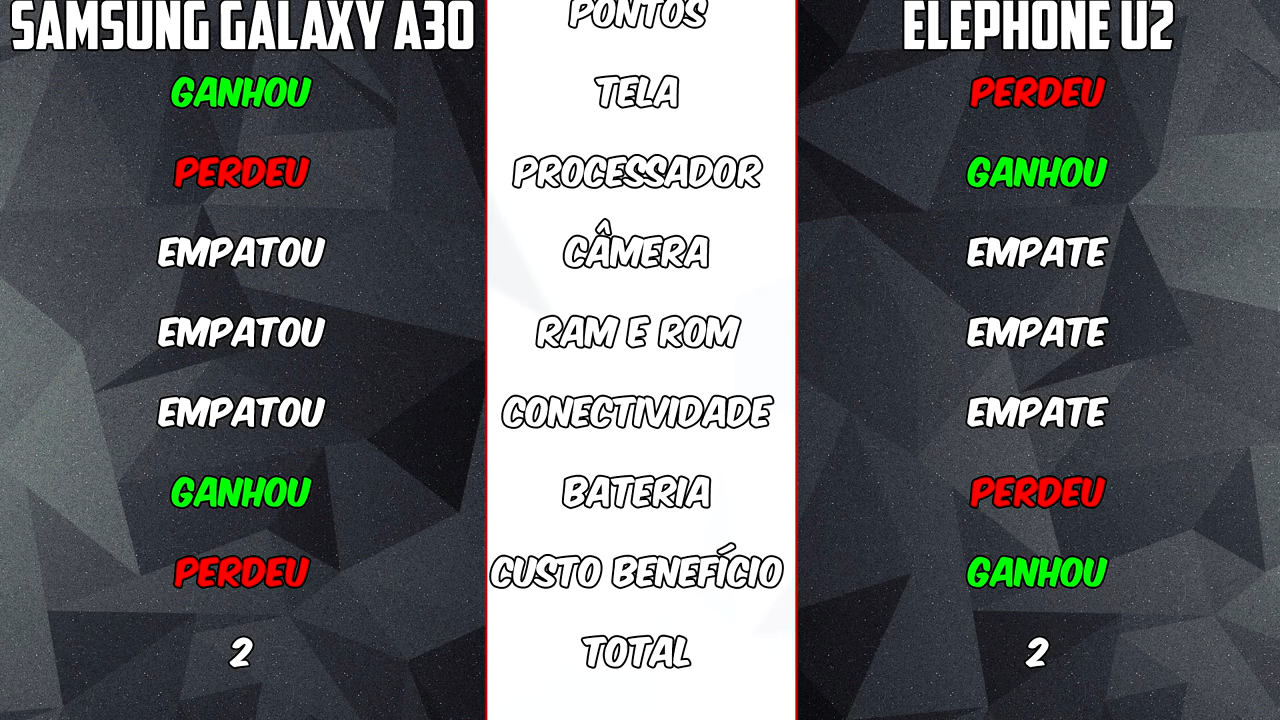 SAMSUNG GALAXY A30 PONTOS ELEPHONE U2
GANHOU TELA PERDEU
PERDEU PROCESSADOR GANHOU
EMPATOU CÂMERA EMPATE
EMPATOU RAM E ROM EMPATE
EMPATOU CONECTIVIDADE EMPATE
GANHOU BATERIA PERDEU
PERDEU CUSTO BENEFÍCIO GANHOU
2 TOTAL 2